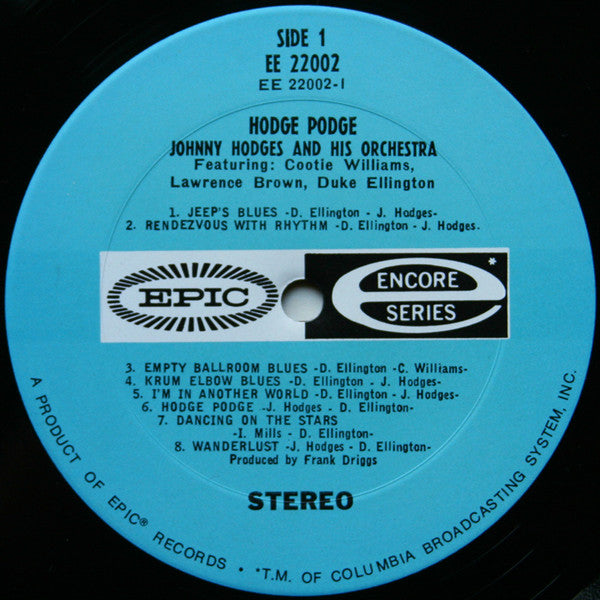 SIDE 1
EE 22002
EE 22002-1
HODGE PODGE
JOHNNY HODGES AND HIS ORCHESTRA
Featuring: Cootie Williams,
Lawrence Brown, Duke Ellington
1. JEEP'S BLUES -D. Ellington - J. Hodges-
2. RENDEZVOUS WITH RHYTHM -D. Ellington - J. Hodges.
EPIC
ENCORE
SERIES
*
3. EMPTY BALLROOM BLUES -D. Ellington -C. Williams-
4. KRUM ELBOW BLUES -D. Ellington - J. Hodges-
5. I'M IN ANOTHER WORLD -D. Ellington - J. Hodges-
6. HODGE PODGE -J. Hodges - D. Ellington-
7. DANCING ON THE STARS
-I. Mills - D. Ellington-
8. WANDERLUST -J. Hodges - D. Ellington-
Produced by Frank Driggs
STEREO
A PRODUCT OF EPIC® RECORDS • *T.M. OF COLUMBIA BROADCASTING SYSTEM, INC.